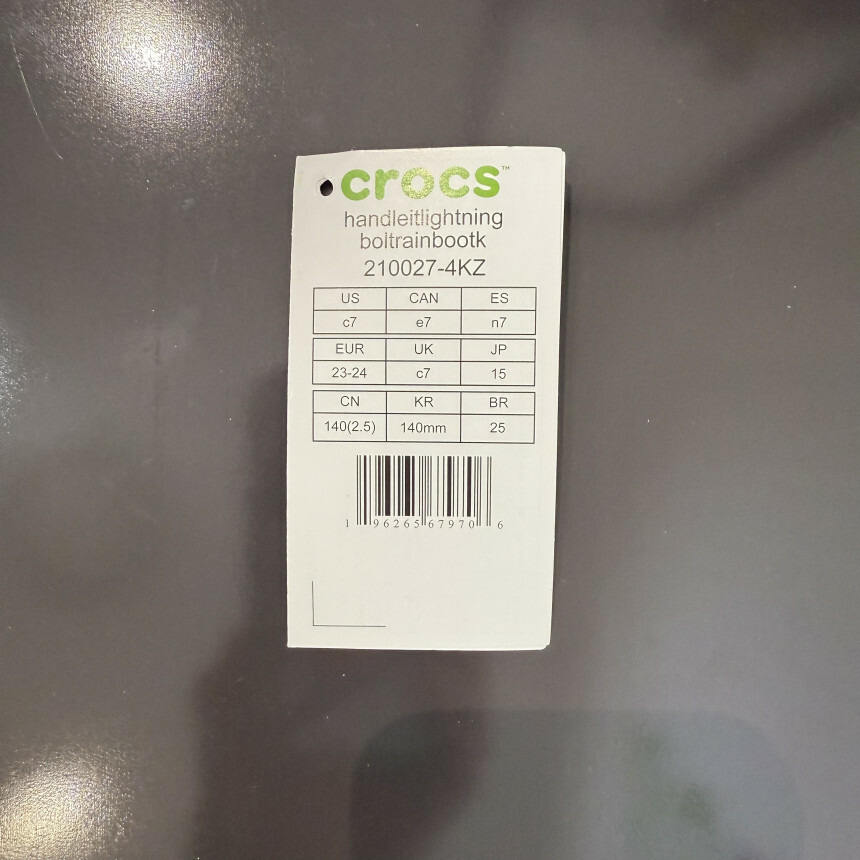 crocs™
handleitlightning
boltrainbootk
210027-4KZ
US CAN ES
c7 e7 n7
EUR UK JP
23-24 c7 15
CN KR BR
140(2.5) 140mm 25
1 96265 67970 6